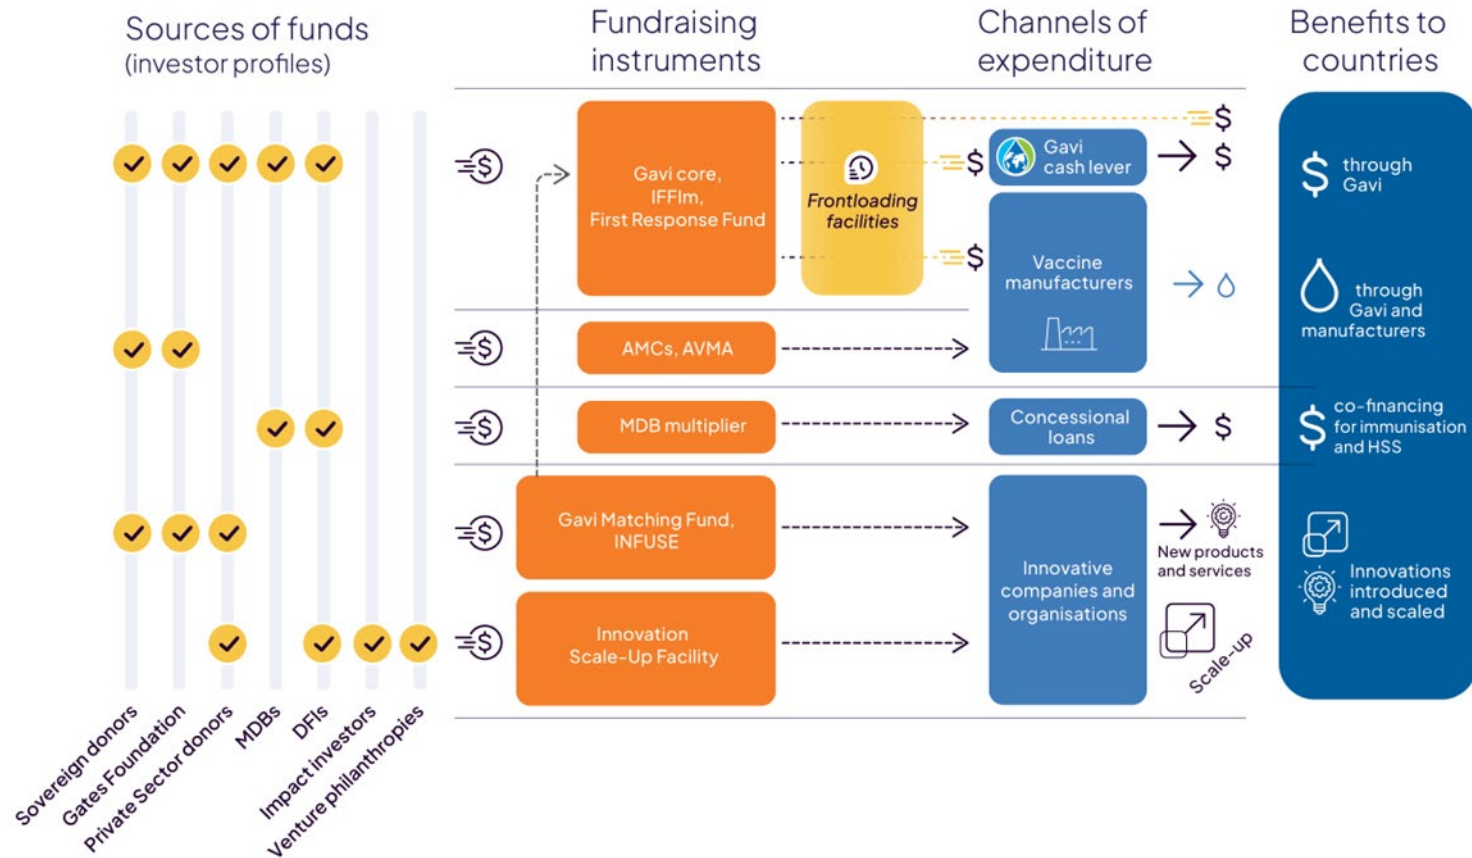 Sources of funds
(investor profiles)
Fundraising
instruments
Channels of
expenditure
Benefits to
countries
Gavi core,
IFFIm,
First Response Fund
Frontloading
facilities
$
$
Gavi
cash lever
$
$
Vaccine
manufacturers
$
AMCs, AVMA
$
MDB multiplier
Concessional
loans
$
$
Gavi Matching Fund,
INFUSE
$
Innovative
companies and
organisations
New products
and services
Innovation
Scale-Up Facility
$
Scale-up
$
through
Gavi
through
Gavi and
manufacturers
$
co-financing
for immunisation
and HSS
Innovations
introduced
and scaled
Sovereign donors
Gates Foundation
Private Sector donors
MDBs
DFIs
Impact investors
Venture philanthropies